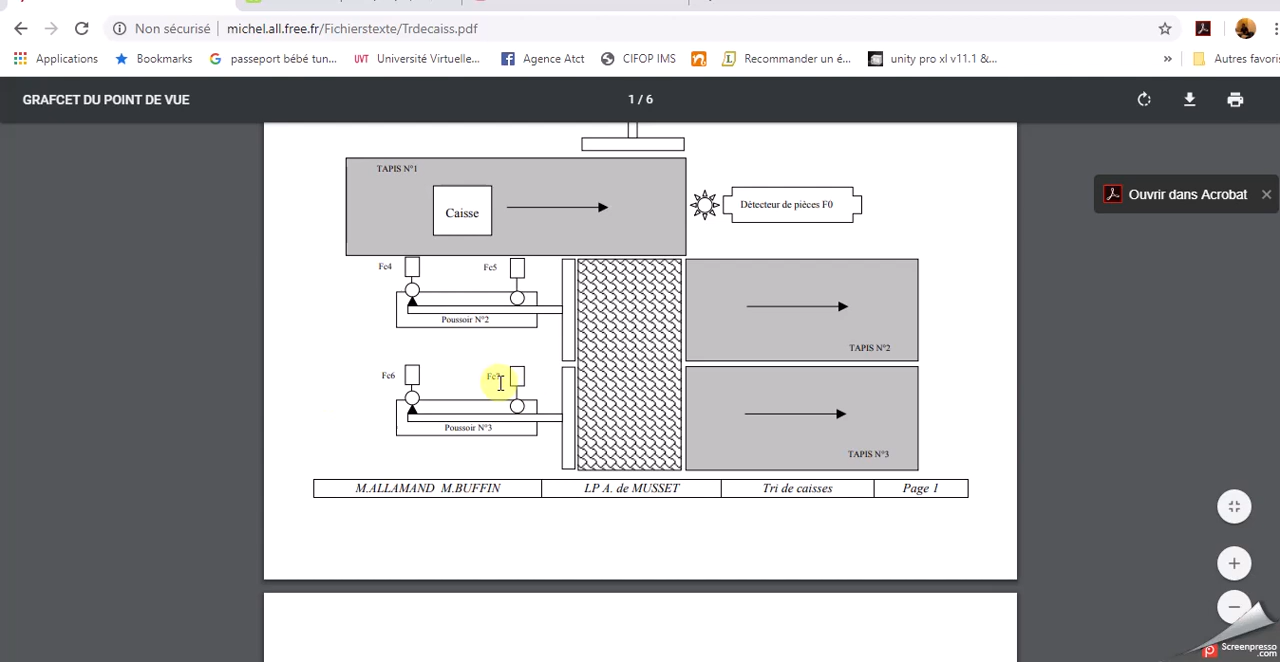 Non sécurisé michel.all.free.fr/Fichierstexte/Trdecaiss.pdf
Applications Bookmarks passeport bébé tun... UVT Université Virtuelle... Agence Atct CIFOP IMS Recommander un é... unity pro xl v11.1 &... » Autres favoris
GRAFCET DU POINT DE VUE 1 / 6
Ouvrir dans Acrobat
TAPIS N°1
Caisse
Détecteur de pièces F0
Fc4 Fc5
Poussoir N°2
TAPIS N°2
Fc6 Fc7
Poussoir N°3
TAPIS N°3
M.ALLAMAND M.BUFFIN LP A. de MUSSET Tri de caisses Page 1
Screenpresso
.com